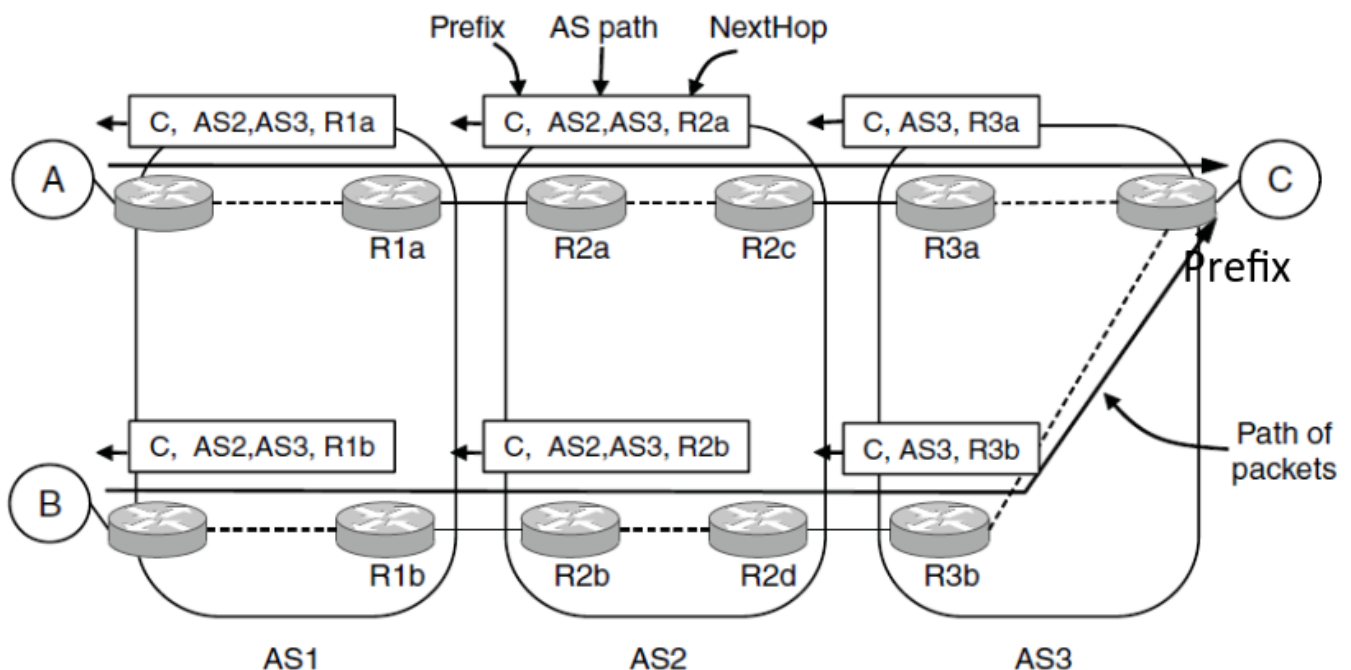 Prefix AS path NextHop
C, AS2,AS3, R1a
C, AS2,AS3, R2a
C, AS3, R3a
A
C
R1a
R2a
R2c
R3a
Prefix
C, AS2,AS3, R1b
C, AS2,AS3, R2b
C, AS3, R3b
Path of
packets
B
R1b
R2b
R2d
R3b
AS1
AS2
AS3